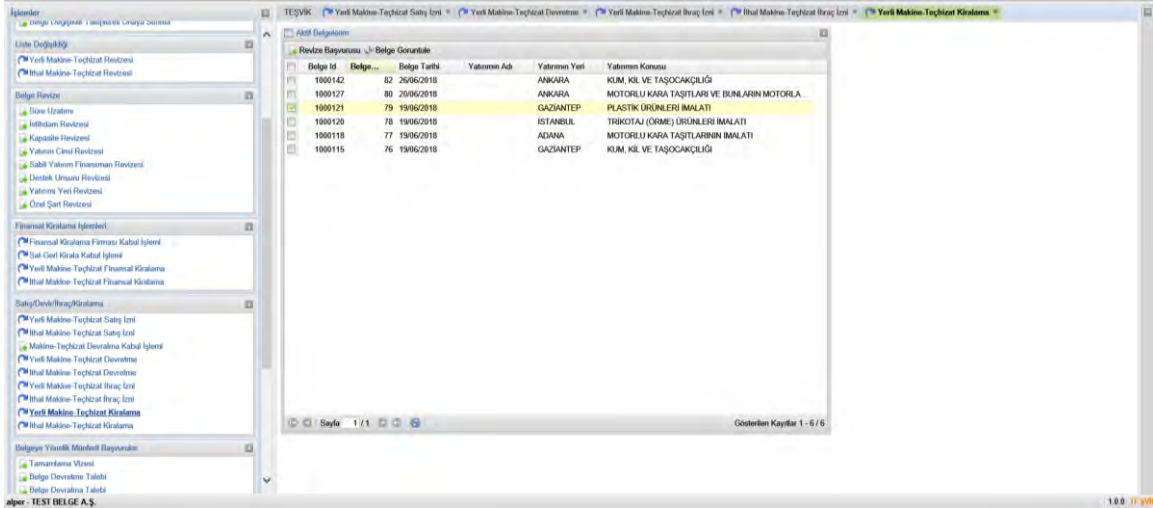 İşlemler
TEŞVİK Yerli Makine-Teçhizat Satış İzni Yerli Makine-Teçhizat Devretme Yerli Makine-Teçhizat İhraç İzni İthal Makine-Teçhizat İhraç İzni Yerli Makine-Teçhizat Kiralama
Liste Değişikliği
Yerli Makine-Teçhizat Revizesi
İthal Makine-Teçhizat Revizesi
Belge Revize
Süre Uzatımı
İstihdam Revizesi
Kapasite Revizesi
Yatırım Cinsi Revizesi
Sabit Yatırım Finansman Revizesi
Destek Unsuru Revizesi
Yatırım Yeri Revizesi
Özel Şart Revizesi
Finansal Kiralama İşlemleri
Finansal Kiralama Firması Kabul İşlemi
Sat-Geri Kirala Kabul İşlemi
Yerli Makine-Teçhizat Finansal Kiralama
İthal Makine-Teçhizat Finansal Kiralama
Satış/Devir/İhraç/Kiralama
Yerli Makine-Teçhizat Satış İzni
İthal Makine-Teçhizat Satış İzni
Makine-Teçhizat Devralma Kabul İşlemi
Yerli Makine-Teçhizat Devretme
İthal Makine-Teçhizat Devretme
Yerli Makine-Teçhizat İhraç İzni
İthal Makine-Teçhizat İhraç İzni
Yerli Makine-Teçhizat Kiralama
İthal Makine-Teçhizat Kiralama
Belgeye Yönelik Münferit Başvurular
Tamamlama Vizesi
Belge Devretme Talebi
Belge Devralma Talebi
Aktif Belgelerim
Revize Başvurusu Belge Goruntule
Belge Id Belge... Belge Tarihi Yatırımın Adı Yatırımın Yeri Yatırımın Konusu
1000142 82 26/06/2018 ANKARA KUM, KİL VE TAŞOCAKÇILIĞI
1000127 80 20/06/2018 ANKARA MOTORLU KARA TAŞITLARI VE BUNLARIN MOTORLA...
1000121 79 19/06/2018 GAZİANTEP PLASTİK ÜRÜNLERİ İMALATI
1000120 78 19/06/2018 İSTANBUL TRİKOTAJ (ÖRME) ÜRÜNLERİ İMALATI
1000118 77 19/06/2018 ADANA MOTORLU KARA TAŞITLARININ İMALATI
1000115 76 19/06/2018 GAZİANTEP KUM, KİL VE TAŞOCAKÇILIĞI
Sayfa 1 / 1 Gösterilen Kayıtlar 1 - 6 / 6
alper - TEST BELGE A.Ş. 1.0.0